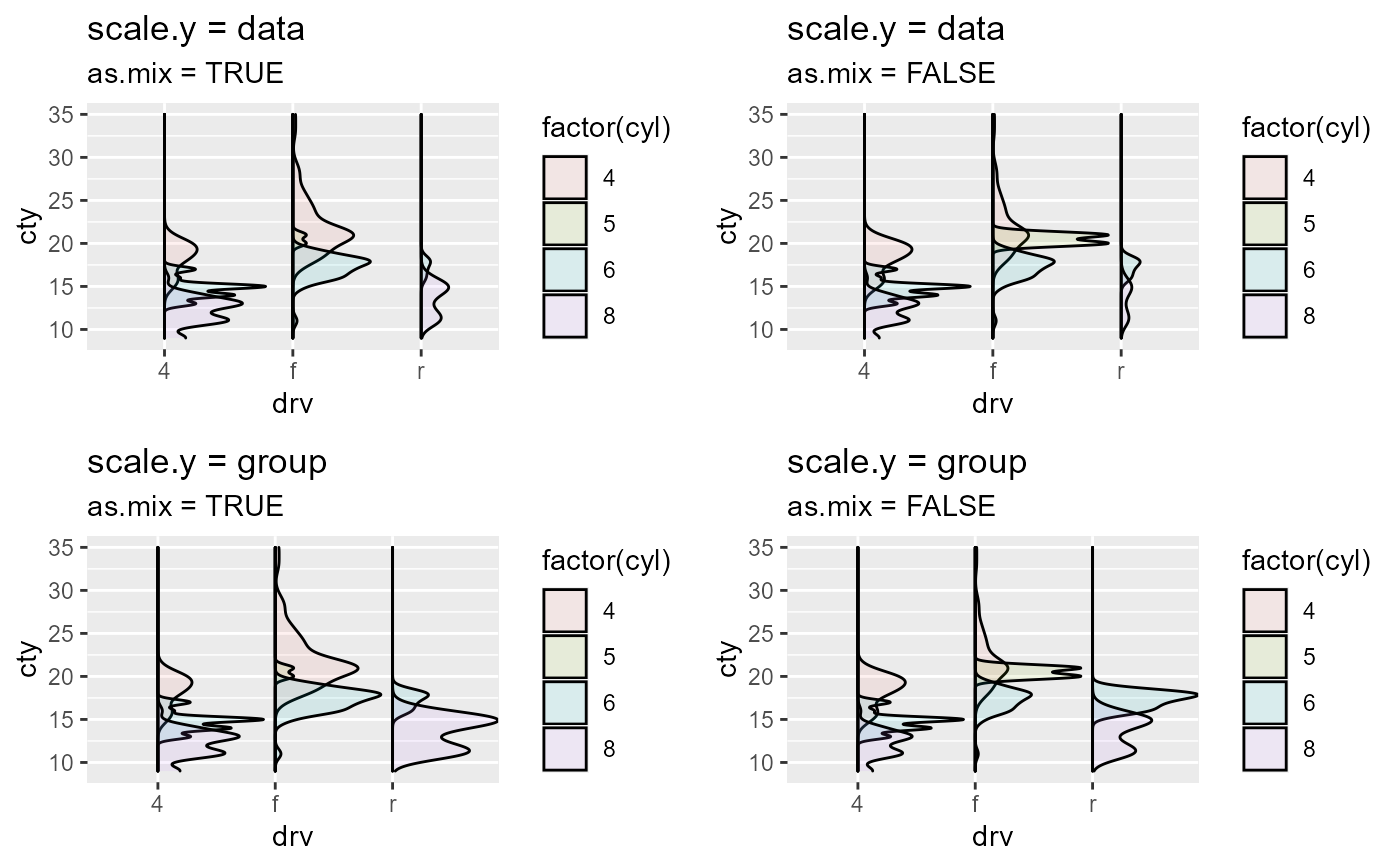 scale.y = data
as.mix = TRUE
35
30
25
20
15
10
cty
4 f r
drv
factor(cyl)
4
5
6
8
scale.y = data
as.mix = FALSE
35
30
25
20
15
10
cty
4 f r
drv
factor(cyl)
4
5
6
8
scale.y = group
as.mix = TRUE
35
30
25
20
15
10
cty
4 f r
drv
factor(cyl)
4
5
6
8
scale.y = group
as.mix = FALSE
35
30
25
20
15
10
cty
4 f r
drv
factor(cyl)
4
5
6
8